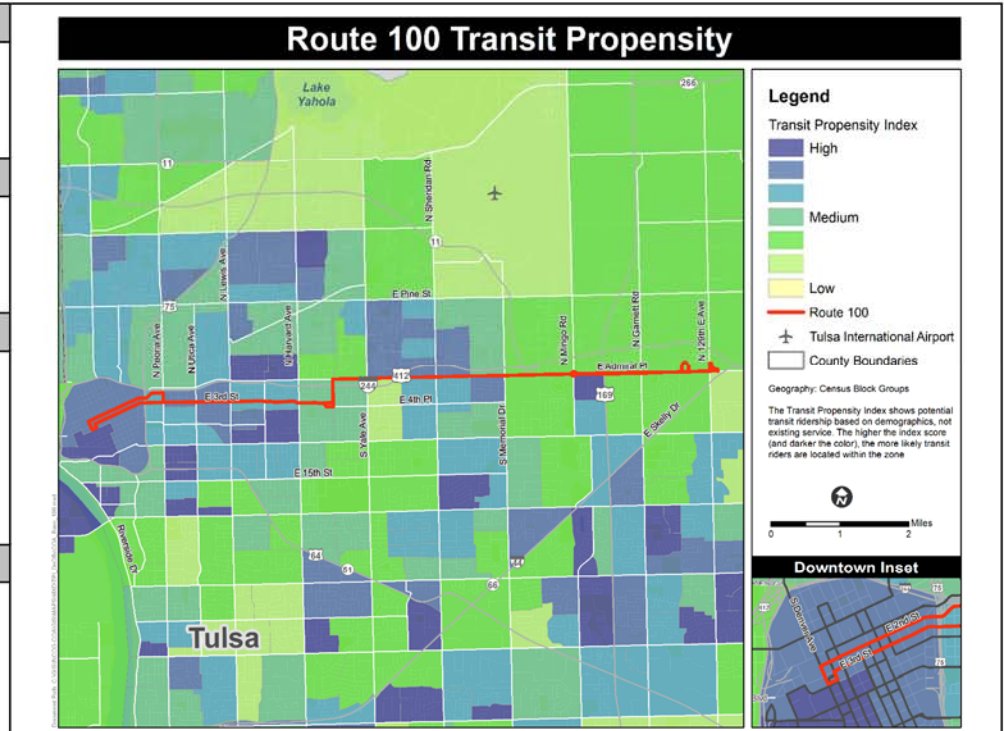 Route 100 Transit Propensity
Lake
Yahola
266
11
N Sheridan Rd
11
N Lewis Ave
E Pine St
75
N Peoria Ave
N Utica Ave
N Harvard Ave
N Mingo Rd
N Garnett Rd
N 129th E Ave
E Admiral Pl
412
244
E 3rd St
E 4th Pl
169
S Yale Ave
S Memorial Dr
E Skelly Dr
E 15th St
Riverside Dr
64
51
44
66
Tulsa
Legend
Transit Propensity Index
High
Medium
Low
Route 100
Tulsa International Airport
County Boundaries
Geography: Census Block Groups
The Transit Propensity Index shows potential
transit ridership based on demographics, not
existing service. The higher the index score
(and darker the color), the more likely transit
riders are located within the zone
N
Miles
0 1 2
Downtown Inset
S Denver Ave
E 2nd St
E 3rd St
75
75